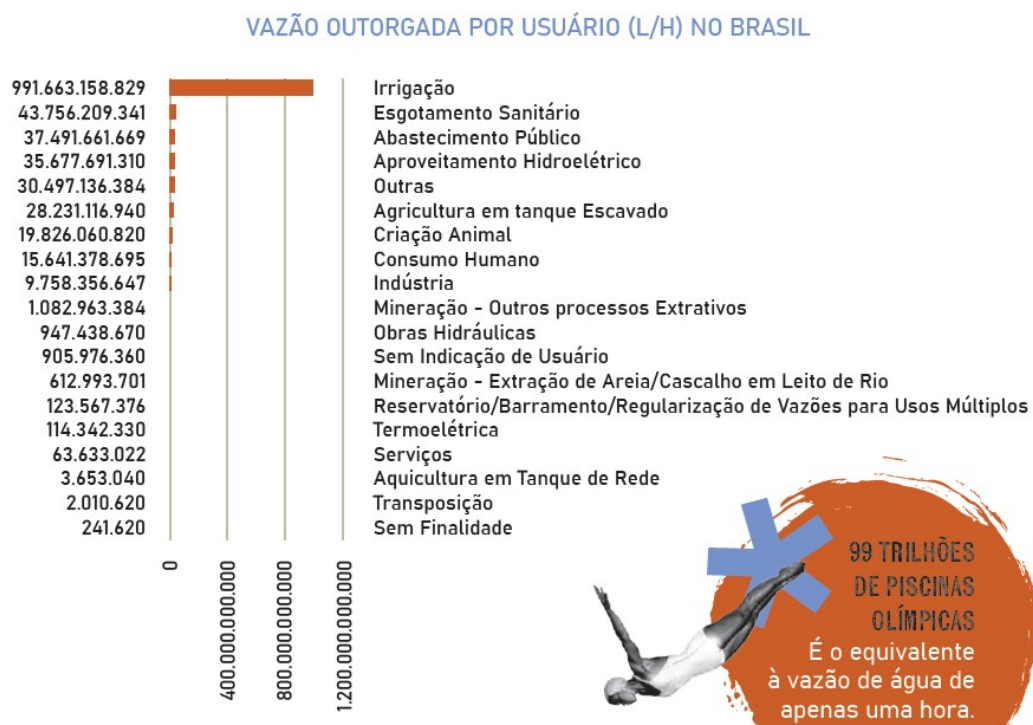 VAZÃO OUTORGADA POR USUÁRIO (L/H) NO BRASIL
991.663.158.829 Irrigação
43.756.209.341 Esgotamento Sanitário
37.491.661.669 Abastecimento Público
35.677.691.310 Aproveitamento Hidroelétrico
30.497.136.384 Outras
28.231.116.940 Agricultura em tanque Escavado
19.826.060.820 Criação Animal
15.641.378.695 Consumo Humano
9.758.356.647 Indústria
1.082.963.384 Mineração - Outros processos Extrativos
947.438.670 Obras Hidráulicas
905.976.360 Sem Indicação de Usuário
612.993.701 Mineração - Extração de Areia/Cascalho em Leito de Rio
123.567.376 Reservatório/Barramento/Regularização de Vazões para Usos Múltiplos
114.342.330 Termoelétrica
63.633.022 Serviços
3.653.040 Aquicultura em Tanque de Rede
2.010.620 Transposição
241.620 Sem Finalidade
0
400.000.000.000
800.000.000.000
1.200.000.000.000
99 TRILHÕES
DE PISCINAS
OLÍMPICAS
É o equivalente
à vazão de água de
apenas uma hora.